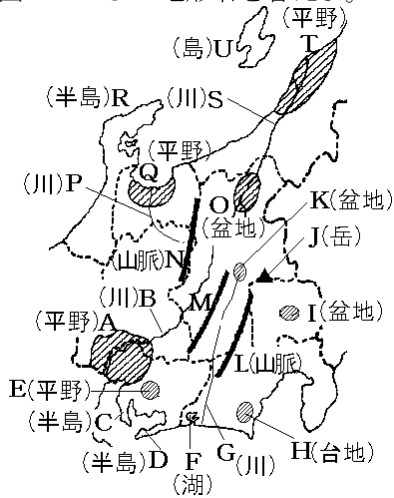 (平野)
(島)U
T
(半島)R
(川)S
(平野)
Q
(川)P
K(盆地)
O
(盆地)
J(岳)
(山脈)N
(川)B
M
I(盆地)
(平野)A
L(山脈)
E(平野)
(半島)C
H(台地)
(半島)D
F
(湖)
G(川)